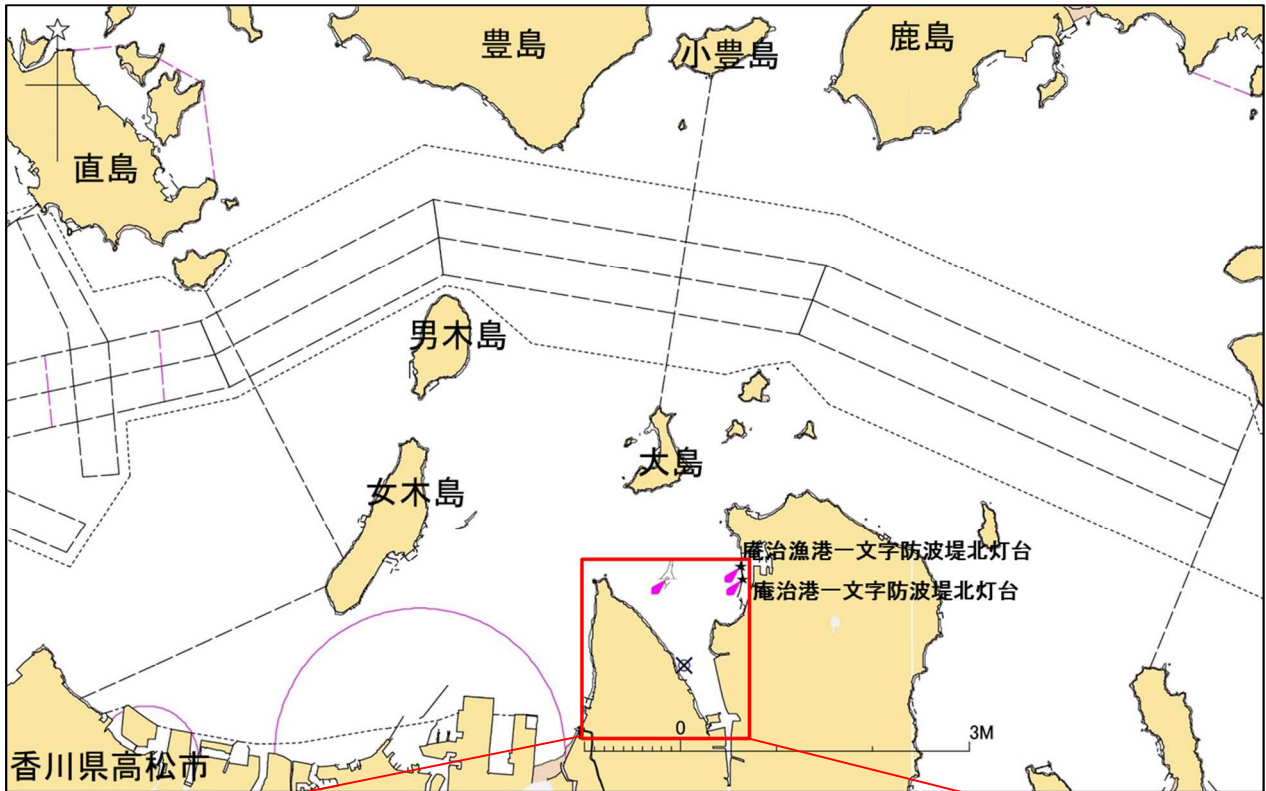 豊島
小豊島
鹿島
直島
男木島
大島
女木島
庵治漁港一文字防波堤北灯台
庵治港一文字防波堤北灯台
0
3M
香川県高松市